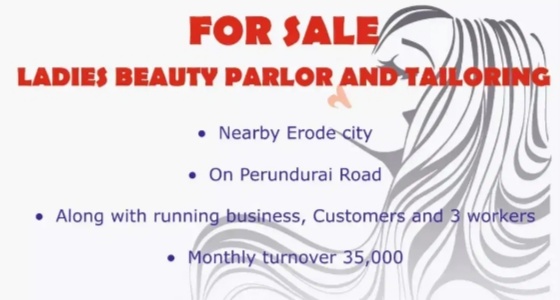 FOR SALE
LADIES BEAUTY PARLOR AND TAILORING
• Nearby Erode city
• On Perundurai Road
• Along with running business, Customers and 3 workers
• Monthly turnover 35,000